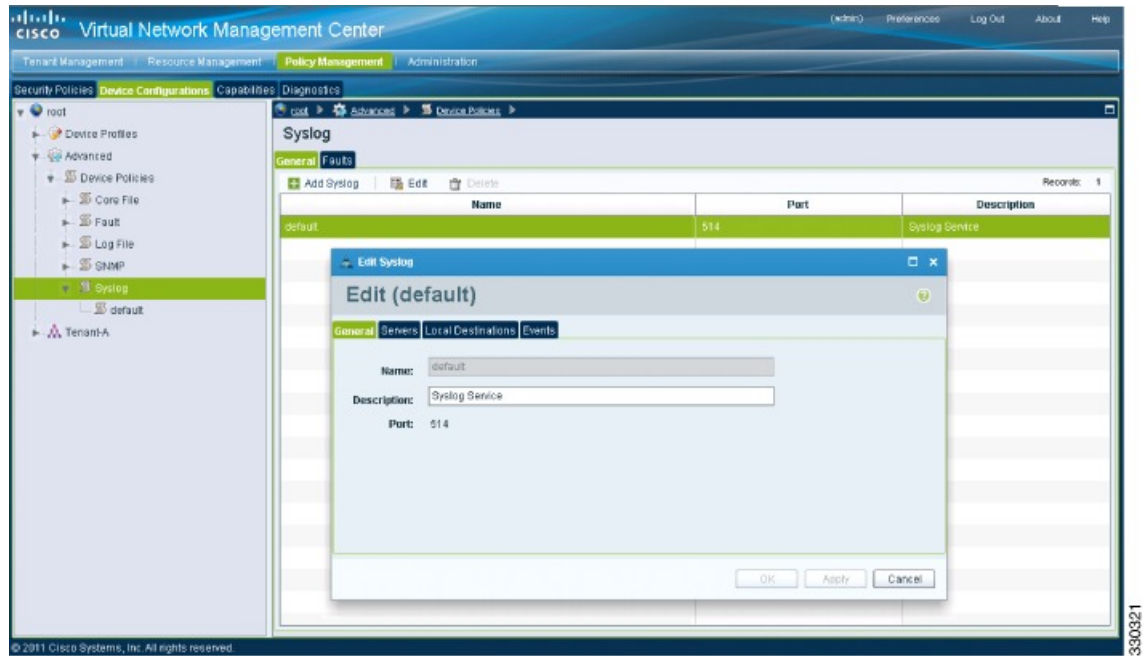 CISCO Virtual Network Management Center
(admin) Preferences Log Out About Help
Tenant Management Resource Management Policy Management Administration
Security Policies Device Configurations Capabilities Diagnostics
root
Device Profiles
Advanced
Device Policies
Core File
Fault
Log File
SNMP
Syslog
default
Tenant-A
root Advanced Device Policies
Syslog
General Faults
Add Syslog Edit Delete
Records: 1
Name Port Description
default 514 Syslog Service
Edit Syslog
Edit (default)
General Servers Local Destinations Events
Name: default
Description: Syslog Service
Port: 514
OK Apply Cancel
© 2011 Cisco Systems, Inc. All rights reserved.
330321